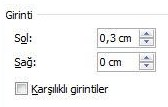 Girinti
Sol: 0,3 cm
Sağ: 0 cm
Karşılıklı girintiler